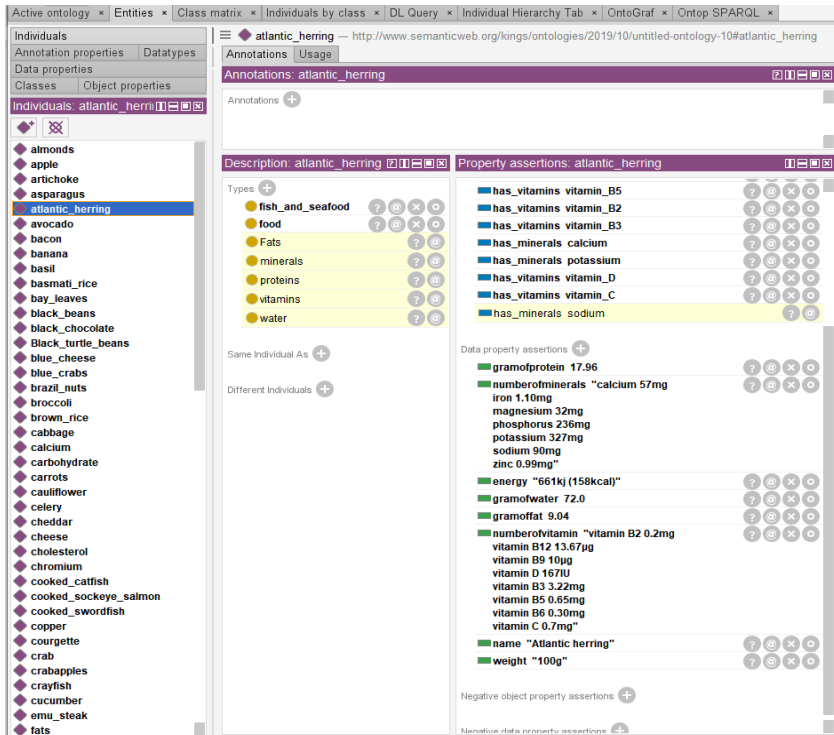 Active ontology × Entities × Class matrix × Individuals by class × DL Query × Individual Hierarchy Tab × OntoGraf × Ontop SPARQL ×
Individuals
Annotation properties Datatypes
Data properties
Classes Object properties
Individuals: atlantic_herri
almonds
apple
artichoke
asparagus
atlantic_herring
avocado
bacon
banana
basil
basmati_rice
bay_leaves
black_beans
black_chocolate
Black_turtle_beans
blue_cheese
blue_crabs
brazil_nuts
broccoli
brown_rice
cabbage
calcium
carbohydrate
carrots
cauliflower
celery
cheddar
cheese
cholesterol
chromium
cooked_catfish
cooked_sockeye_salmon
cooked_swordfish
copper
courgette
crab
crabapples
crayfish
cucumber
emu_steak
fats
atlantic_herring — http://www.semanticweb.org/kings/ontologies/2019/10/untitled-ontology-10#atlantic_herring
Annotations Usage
Annotations: atlantic_herring
Annotations
Description: atlantic_herring
Types
fish_and_seafood
food
Fats
minerals
proteins
vitamins
water
Same Individual As
Different Individuals
Property assertions: atlantic_herring
has_vitamins vitamin_B5
has_vitamins vitamin_B2
has_vitamins vitamin_B3
has_minerals calcium
has_minerals potassium
has_vitamins vitamin_D
has_vitamins vitamin_C
has_minerals sodium
Data property assertions
gramofprotein 17.96
numberofminerals "calcium 57mg
iron 1.10mg
magnesium 32mg
phosphorus 236mg
potassium 327mg
sodium 90mg
zinc 0.99mg"
energy "661kj (158kcal)"
gramofwater 72.0
gramoffat 9.04
numberofvitamin "vitamin B2 0.2mg
vitamin B12 13.67µg
vitamin B9 10µg
vitamin D 167IU
vitamin B3 3.22mg
vitamin B5 0.65mg
vitamin B6 0.30mg
vitamin C 0.7mg"
name "Atlantic herring"
weight "100g"
Negative object property assertions
Negative data property assertions